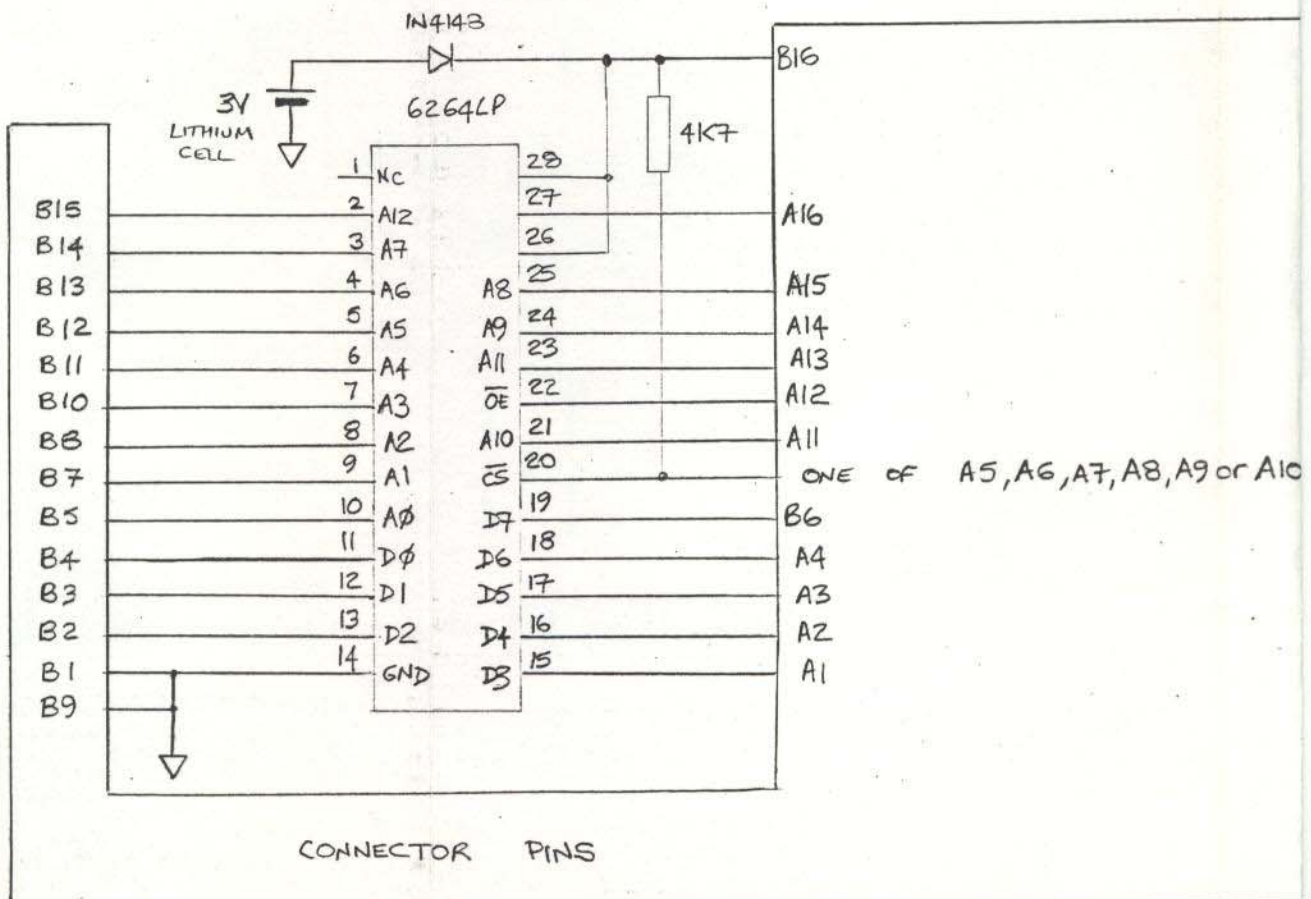 1N4148
B16
3V
LITHIUM
CELL
6264LP
4K7
1 NC 28
B15 2 A12 27 A16
B14 3 A7 26
B13 4 A6 A8 25 A15
B12 5 A5 A9 24 A14
B11 6 A4 A11 23 A13
B10 7 A3 OE 22 A12
B8 8 A2 A10 21 A11
B7 9 A1 CS 20 ONE OF A5, A6, A7, A8, A9 or A10
B5 10 AØ D7 19 B6
B4 11 DØ D6 18 A4
B3 12 D1 D5 17 A3
B2 13 D2 D4 16 A2
B1 14 GND D3 15 A1
B9
CONNECTOR PINS